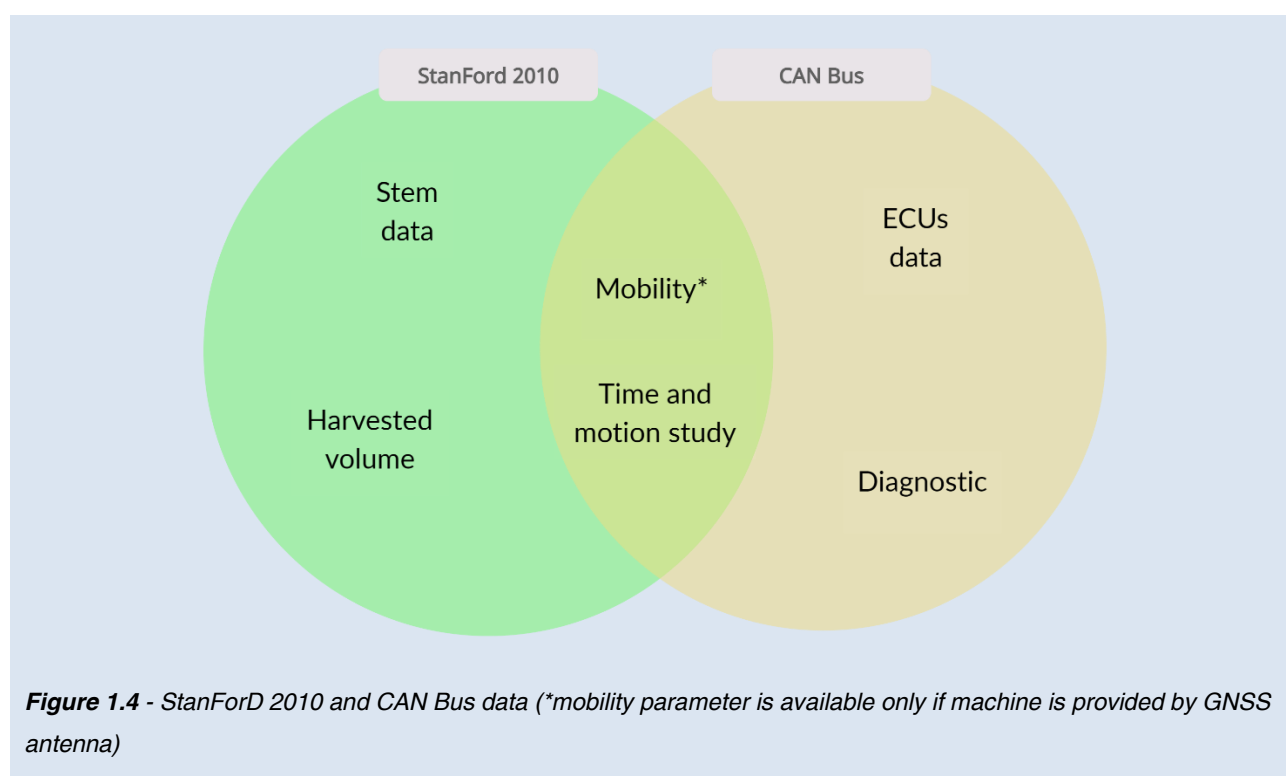 StanFord 2010
CAN Bus
Stem
data
ECUs
data
Mobility*
Time and
motion study
Harvested
volume
Diagnostic
Figure 1.4 - StanForD 2010 and CAN Bus data (*mobility parameter is available only if machine is provided by GNSS
antenna)